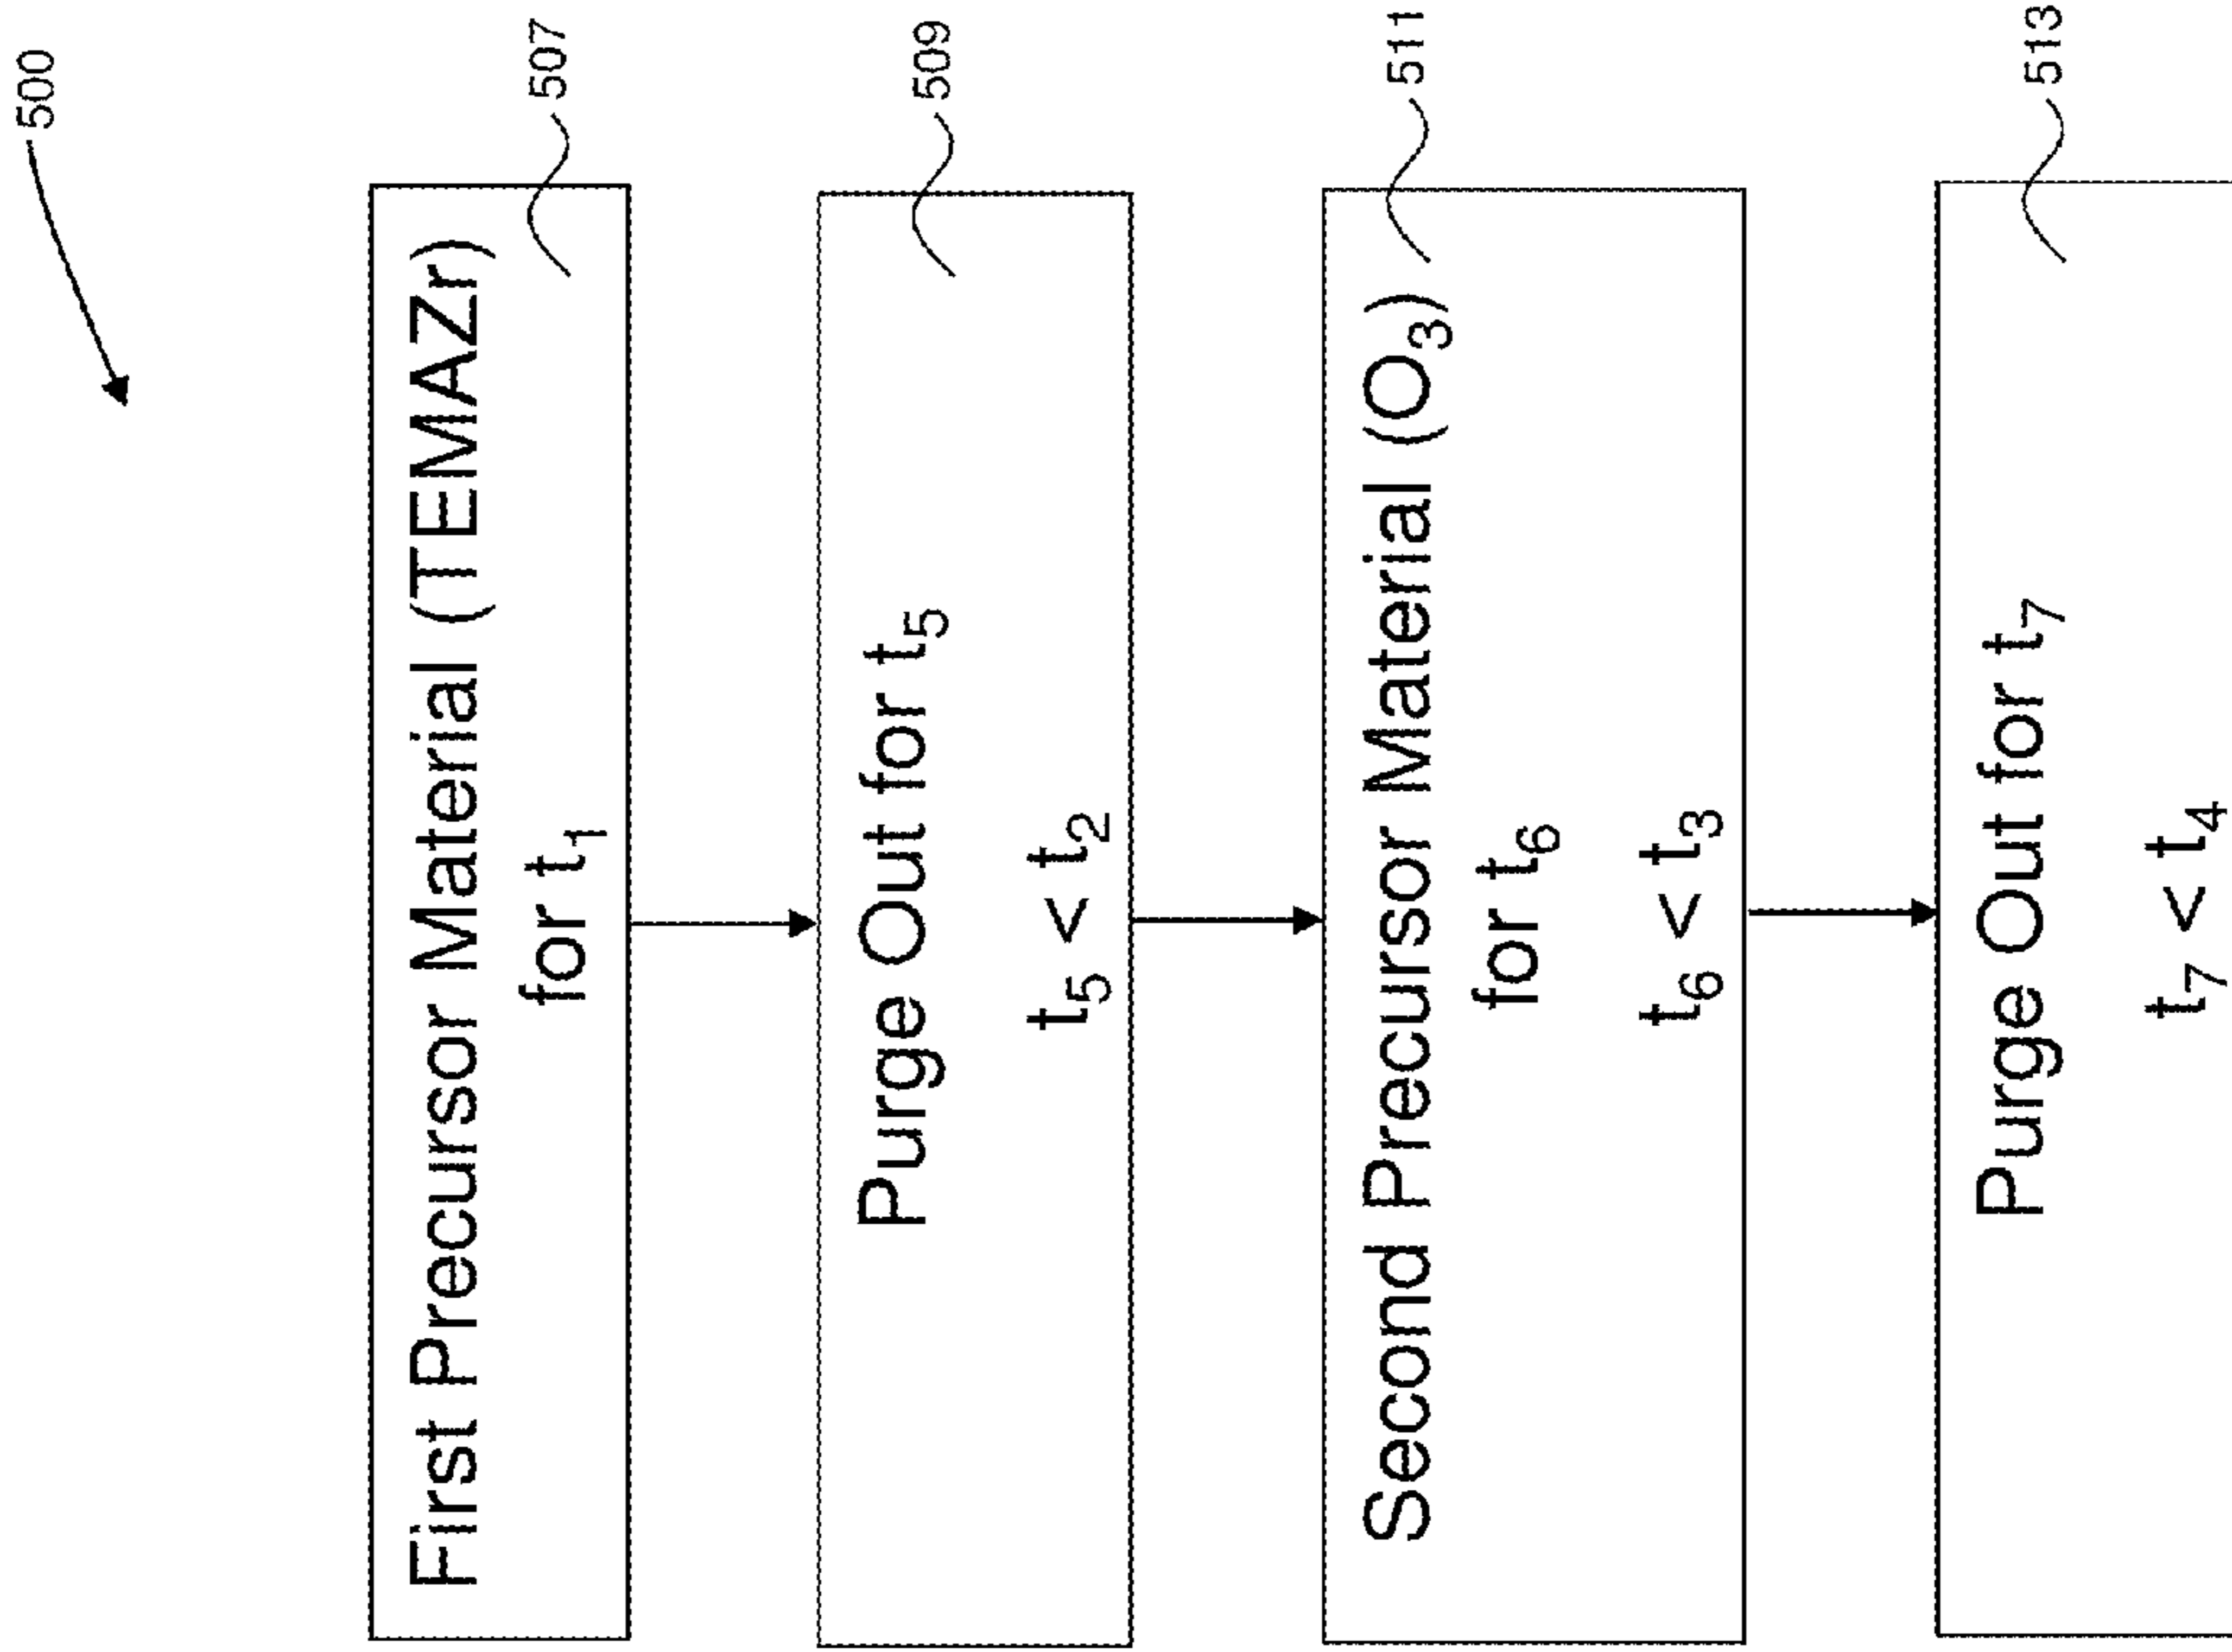 500
First Precursor Material (TEMAZr)
for t₁
507
Purge Out for t₅
t₅ < t₂
509
Second Precursor Material (O₃)
for t₆
t₆ < t₃
511
Purge Out for t₇
t₇ < t₄
513